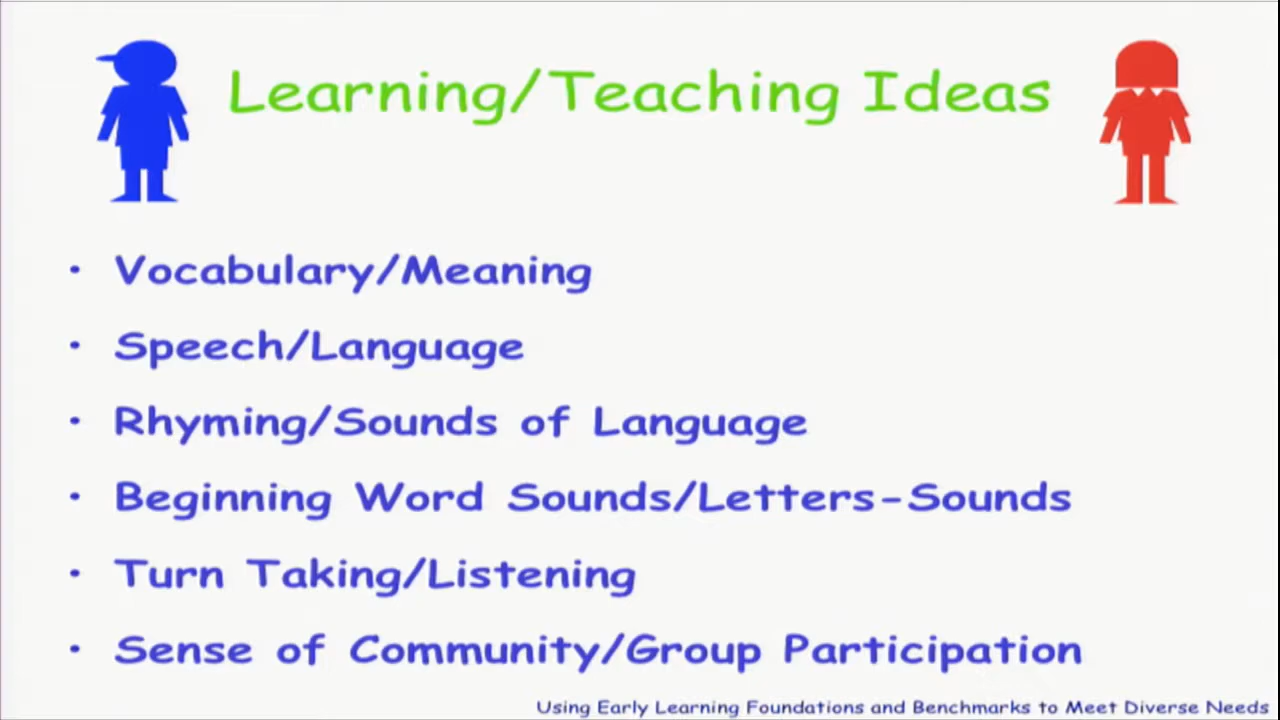 Learning/Teaching Ideas
• Vocabulary/Meaning
• Speech/Language
• Rhyming/Sounds of Language
• Beginning Word Sounds/Letters-Sounds
• Turn Taking/Listening
• Sense of Community/Group Participation
Using Early Learning Foundations and Benchmarks to Meet Diverse Needs